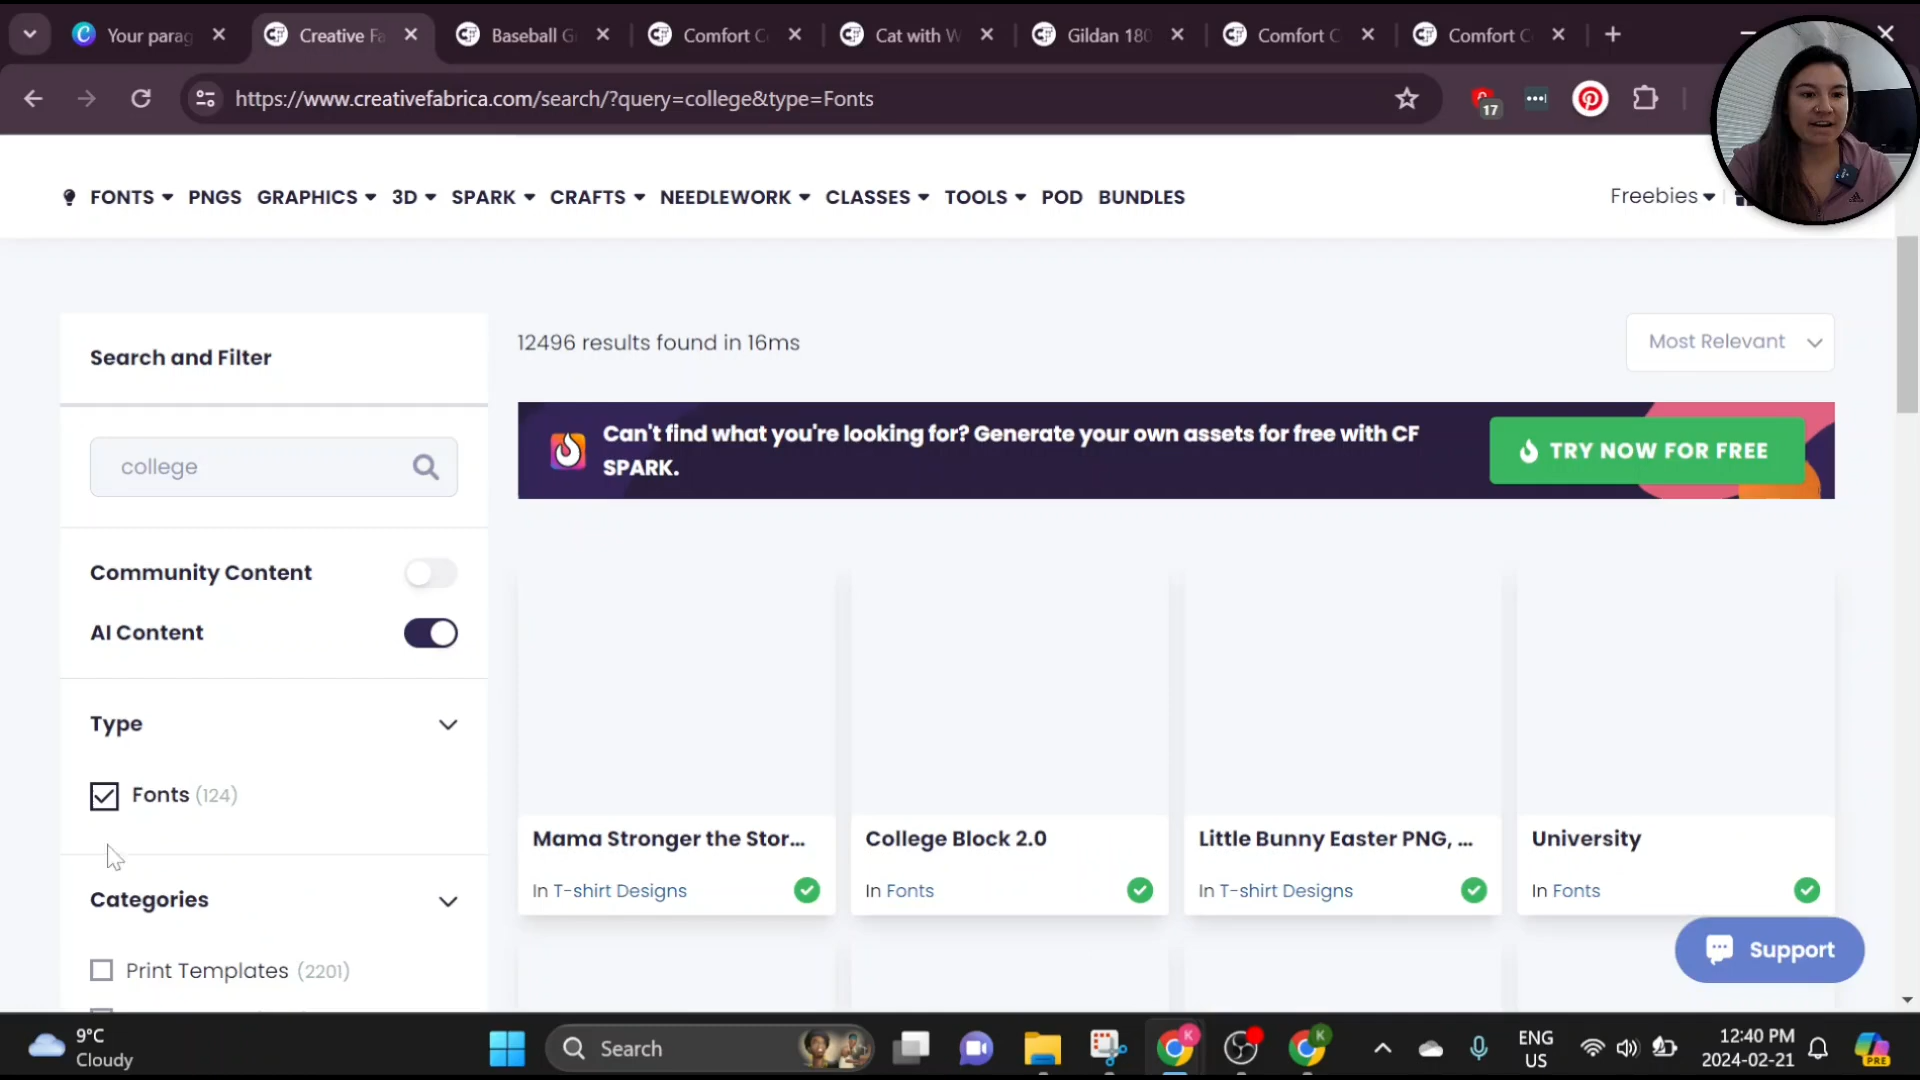 Your parag
Creative Fa
Baseball G
Comfort C
Cat with W
Gildan 180
Comfort C
Comfort C
https://www.creativefabrica.com/search/?query=college&type=Fonts
17
FONTS PNGS GRAPHICS 3D SPARK CRAFTS NEEDLEWORK CLASSES TOOLS POD BUNDLES
Freebies
Search and Filter
12496 results found in 16ms
Most Relevant
college
Can't find what you're looking for? Generate your own assets for free with CF
SPARK.
TRY NOW FOR FREE
Community Content
AI Content
Type
Fonts (124)
Categories
Print Templates (2201)
Mama Stronger the Stor...
In T-shirt Designs
College Block 2.0
In Fonts
Little Bunny Easter PNG, ...
In T-shirt Designs
University
In Fonts
Support
9°C
Cloudy
Search
K
K
ENG
US
12:40 PM
2024-02-21
PRE